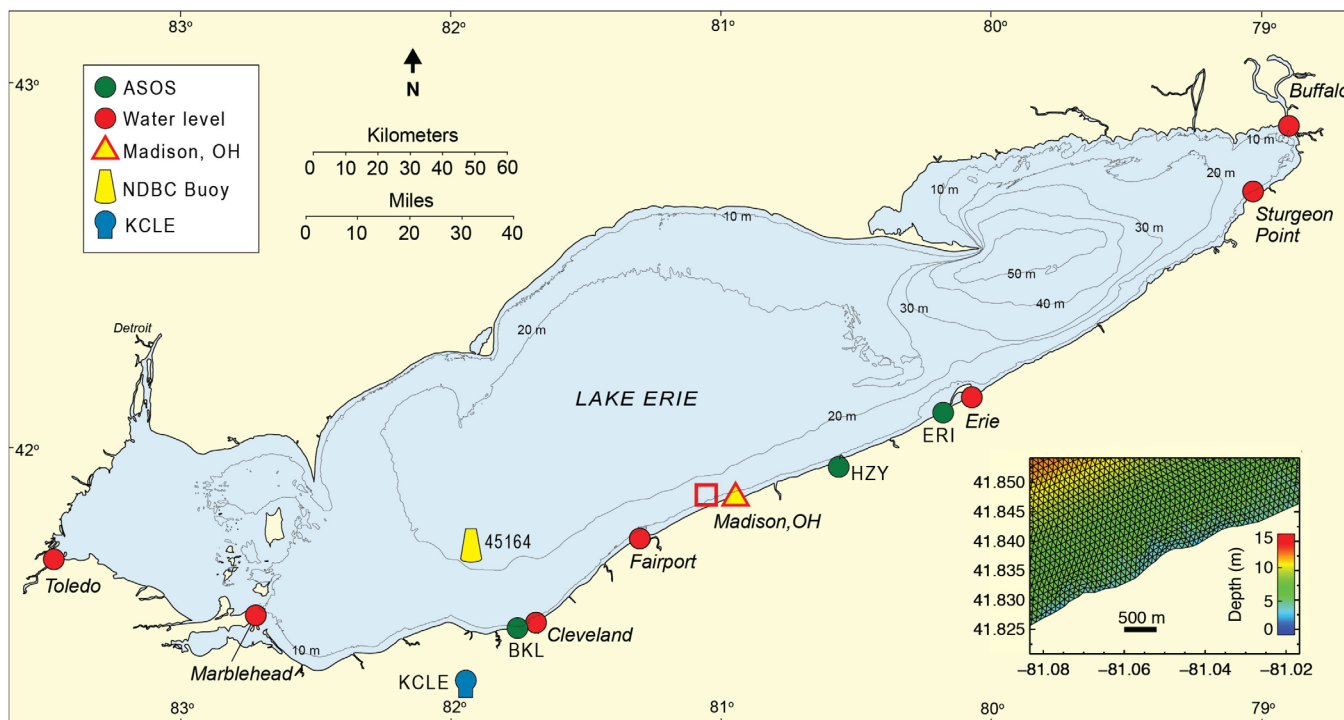 83°
82°
81°
80°
79°
43°
42°
ASOS
Water level
Madison, OH
NDBC Buoy
KCLE
N
Kilometers
0 10 20 30 40 50 60
Miles
0 10 20 30 40
Buffalo
10 m
20 m
10 m
Sturgeon
Point
30 m
10 m
50 m
40 m
30 m
20 m
Detroit
LAKE ERIE
20 m
Erie
ERI
HZY
Madison,OH
45164
Fairport
Toledo
Cleveland
BKL
Marblehead
10 m
KCLE
41.850
41.845
41.840
41.835
41.830
41.825
−81.08
−81.06
−81.04
−81.02
500 m
Depth (m)
15
10
5
0
83°
82°
81°
80°
79°